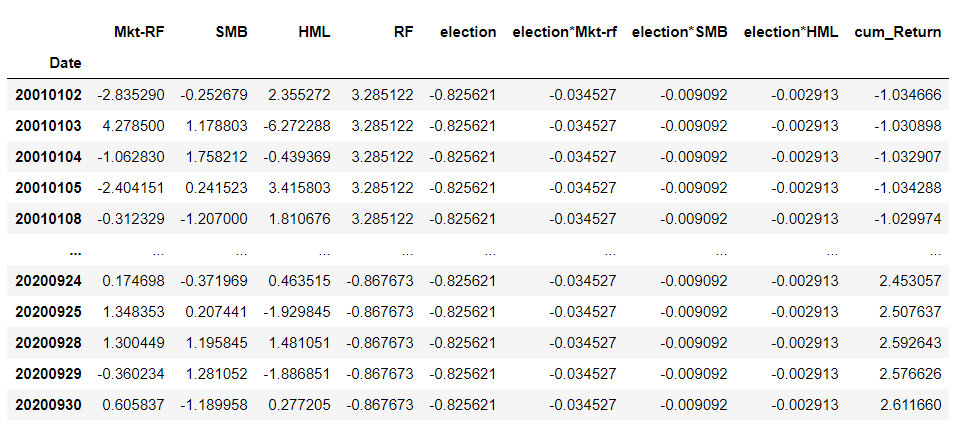 Mkt-RF SMB HML RF election election*Mkt-rf election*SMB election*HML cum_Return
Date
20010102 -2.835290 -0.252679 2.355272 3.285122 -0.825621 -0.034527 -0.009092 -0.002913 -1.034666
20010103 4.278500 1.178803 -6.272288 3.285122 -0.825621 -0.034527 -0.009092 -0.002913 -1.030898
20010104 -1.062830 1.758212 -0.439369 3.285122 -0.825621 -0.034527 -0.009092 -0.002913 -1.032907
20010105 -2.404151 0.241523 3.415803 3.285122 -0.825621 -0.034527 -0.009092 -0.002913 -1.034288
20010108 -0.312329 -1.207000 1.810676 3.285122 -0.825621 -0.034527 -0.009092 -0.002913 -1.029974
... ... ... ... ... ... ... ... ... ...
20200924 0.174698 -0.371969 0.463515 -0.867673 -0.825621 -0.034527 -0.009092 -0.002913 2.453057
20200925 1.348353 0.207441 -1.929845 -0.867673 -0.825621 -0.034527 -0.009092 -0.002913 2.507637
20200928 1.300449 1.195845 1.481051 -0.867673 -0.825621 -0.034527 -0.009092 -0.002913 2.592643
20200929 -0.360234 1.281052 -1.886851 -0.867673 -0.825621 -0.034527 -0.009092 -0.002913 2.576626
20200930 0.605837 -1.189958 0.277205 -0.867673 -0.825621 -0.034527 -0.009092 -0.002913 2.611660